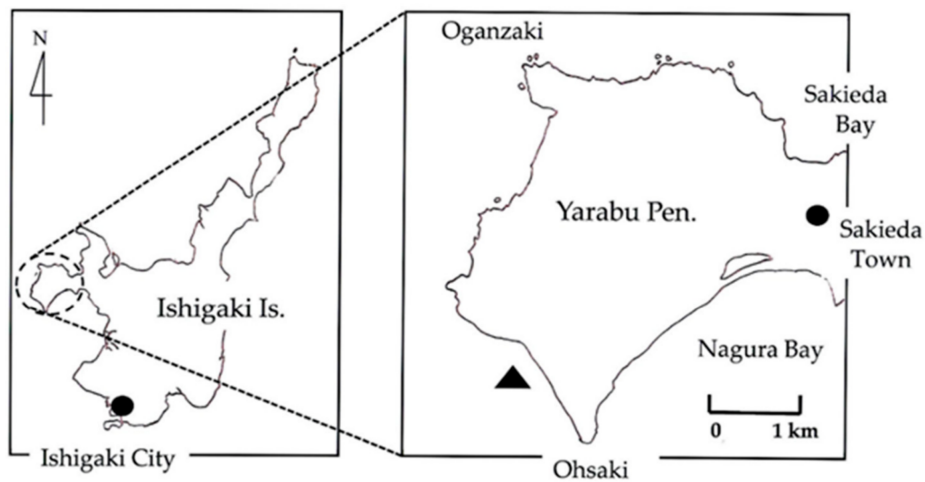 N
Ishigaki Is.
Ishigaki City
Oganzaki
Sakieda
Bay
Yarabu Pen.
Sakieda
Town
Nagura Bay
0 1 km
Ohsaki